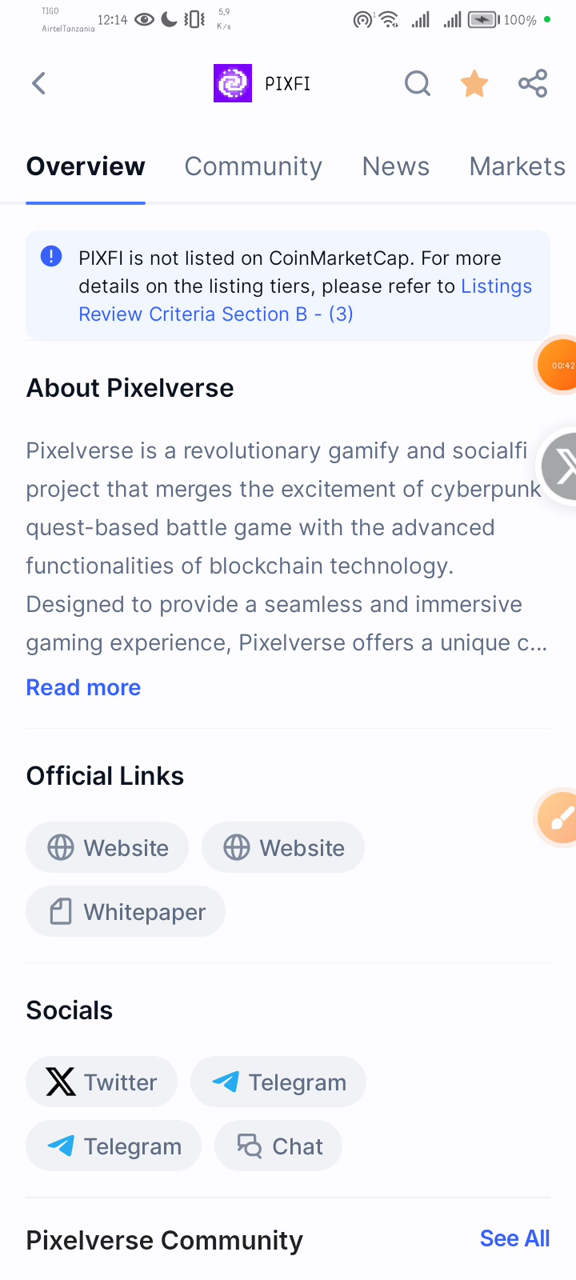 TIGO
AirtelTanzania 12:14 5,9 K/s 1 100%
PIXFI
Overview Community News Markets
PIXFI is not listed on CoinMarketCap. For more
details on the listing tiers, please refer to Listings
Review Criteria Section B - (3)
About Pixelverse
00:42
Pixelverse is a revolutionary gamify and socialfi
project that merges the excitement of cyberpunk
quest-based battle game with the advanced
functionalities of blockchain technology.
Designed to provide a seamless and immersive
gaming experience, Pixelverse offers a unique c...
Read more
Official Links
Website Website
Whitepaper
Socials
Twitter Telegram
Telegram Chat
Pixelverse Community See All